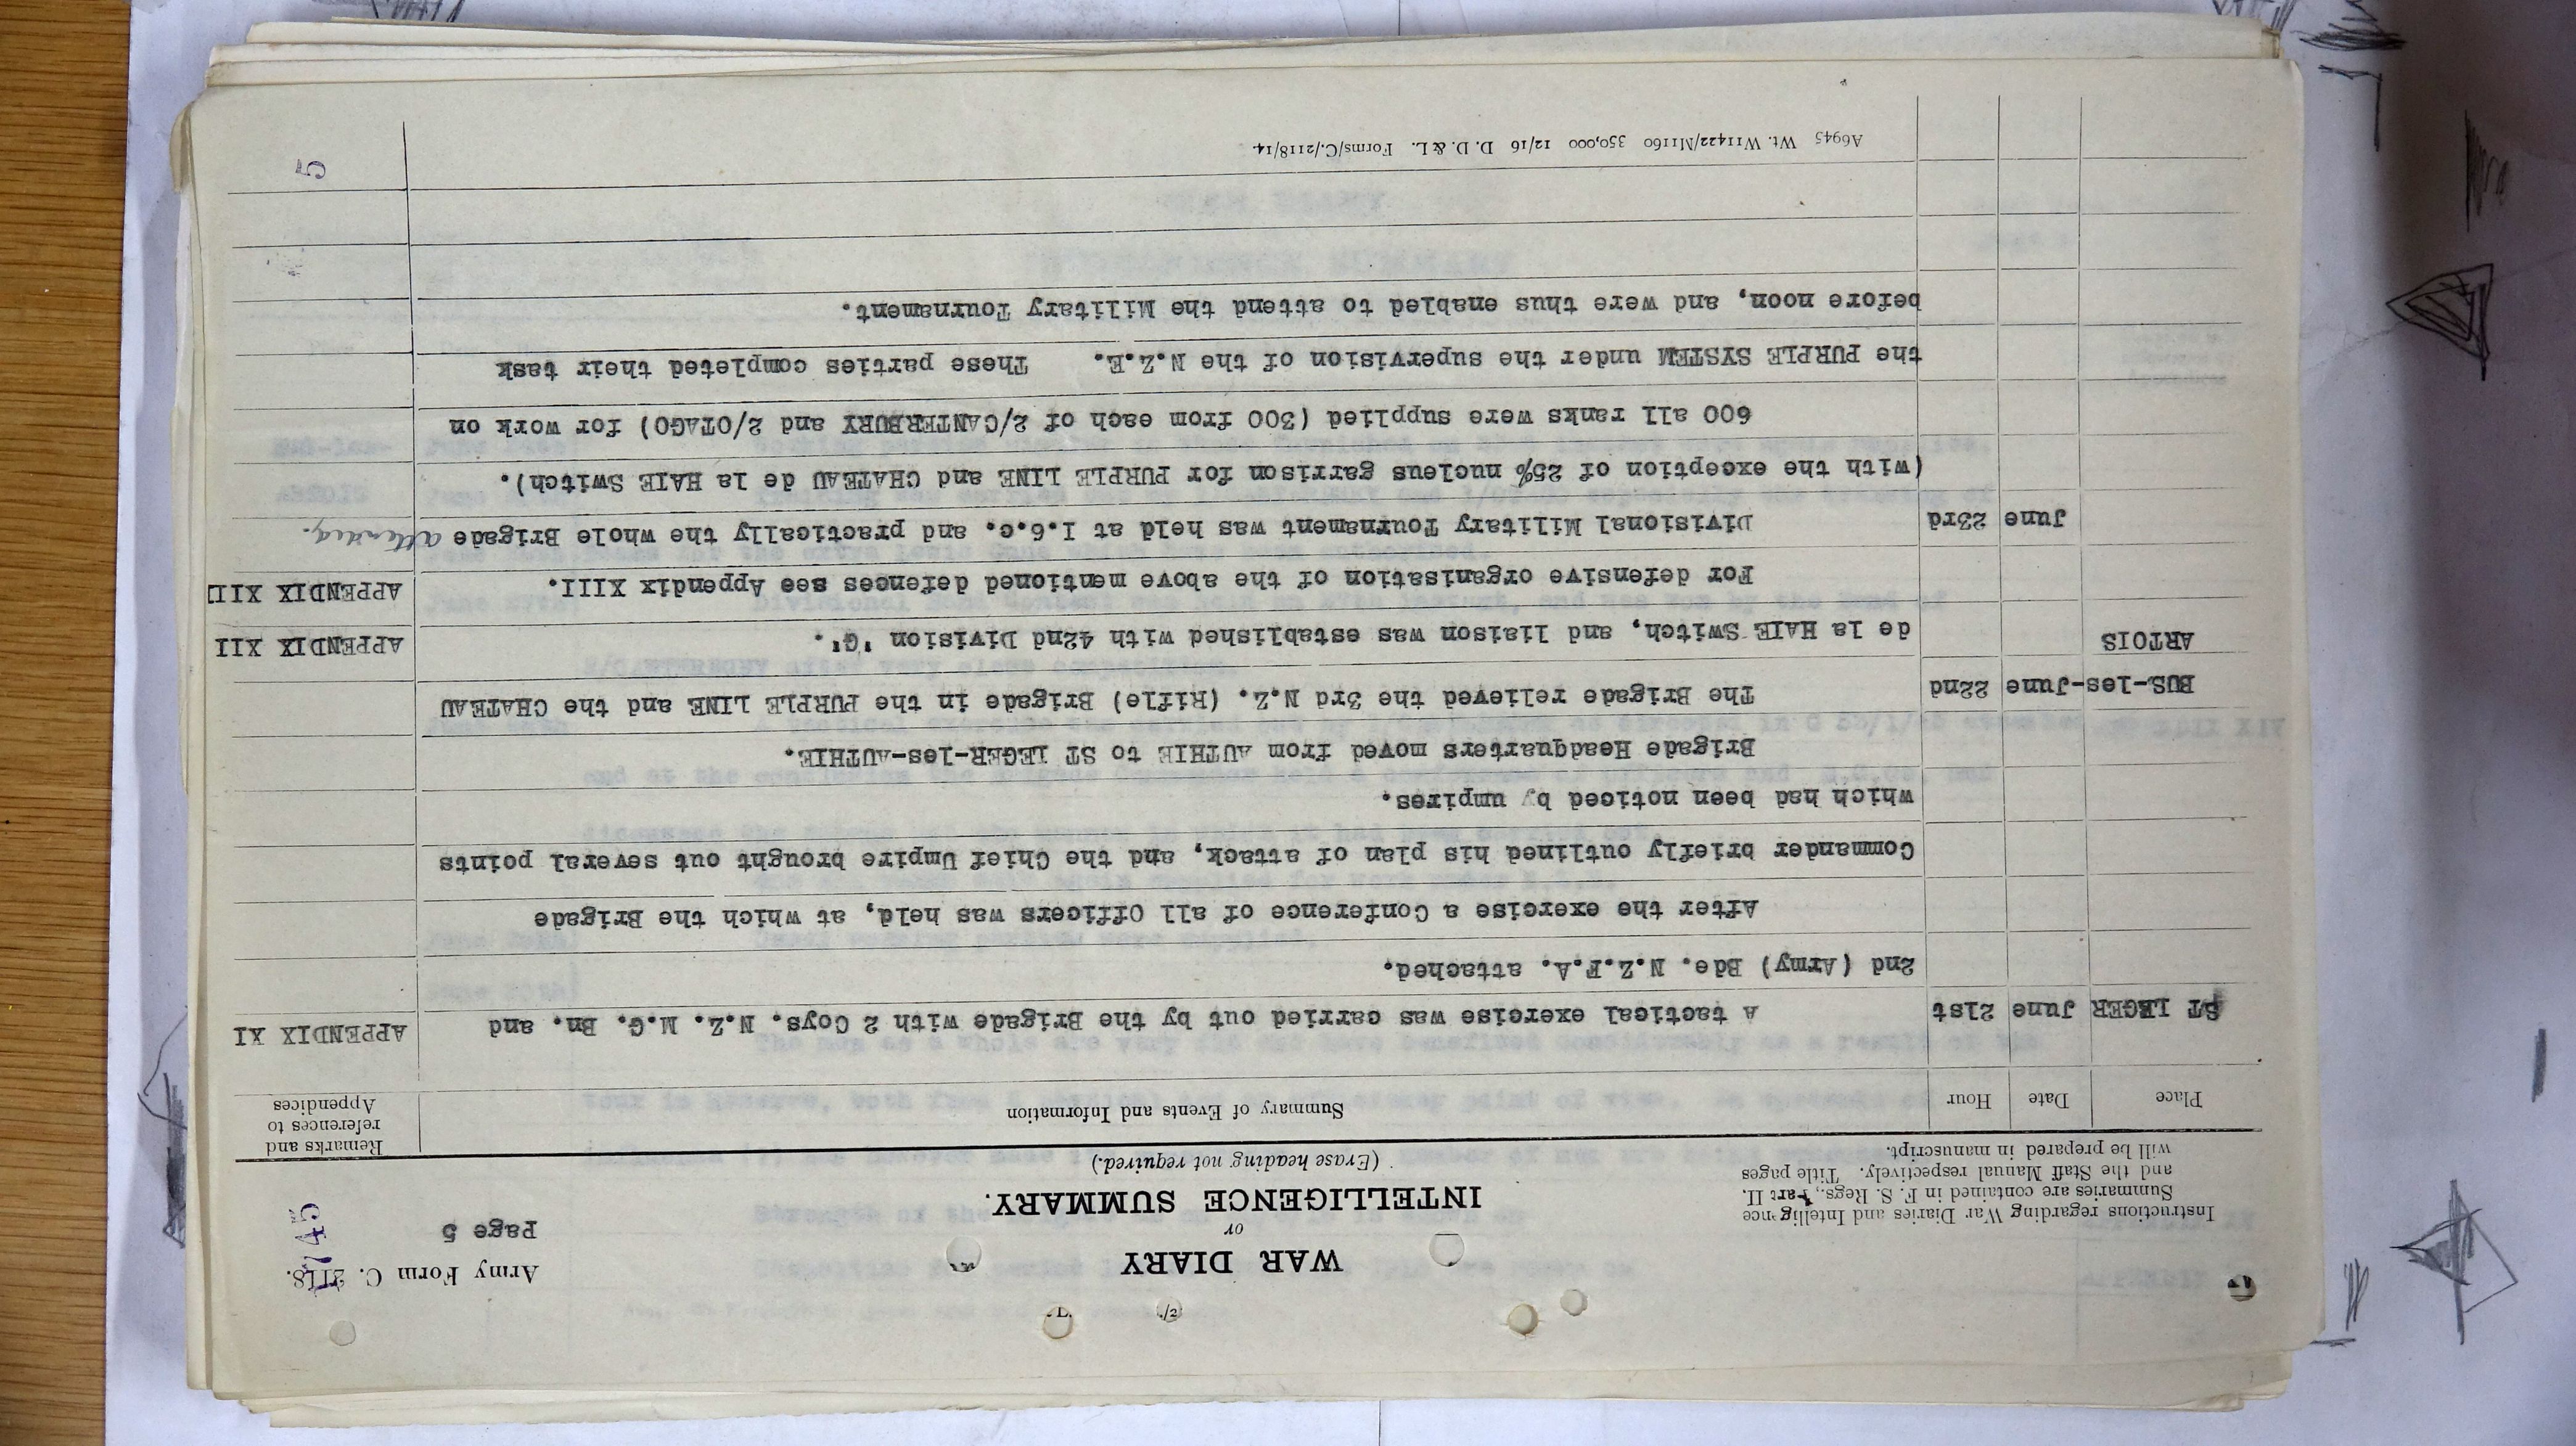 Army Form C. 2118.
Page 5
WAR DIARY
or
INTELLIGENCE SUMMARY.
(Erase heading not required.)
Instructions regarding War Diaries and Intelligence
Summaries are contained in F. S. Regs., Part II.
and the Staff Manual respectively. Title pages
will be prepared in manuscript.
Place Date Hour Summary of Events and Information Remarks and references to Appendices
ST LEGER June 21st A tactical exercise was carried out by the Brigade with 2 Coys. N.Z. M.G. Bn. and APPENDIX XI
2nd (Army) Bde. N.Z.F.A. attached.
After the exercise a Conference of all Officers was held, at which the Brigade
Commander briefly outlined his plan of attack, and the Chief Umpire brought out several points
which had been noticed by umpires.
Brigade Headquarters moved from AUTHIE to ST LEGER-les-AUTHIE.
BUS-les- June 22nd The Brigade relieved the 3rd N.Z. (Rifle) Brigade in the PURPLE LINE and the CHATEAU
ARTOIS de la HAIE Switch, and liaison was established with 42nd Division 'G'. APPENDIX XII
For defensive organisation of the above mentioned defences see Appendix XIII. APPENDIX XIII
June 23rd Divisional Military Tournament was held at I.6.c. and practically the whole Brigade attended.
(with the exception of 25% nucleus garrison for PURPLE LINE and CHATEAU de la HAIE Switch).
600 all ranks were supplied (300 from each of 2/CANTERBURY and 2/OTAGO) for work on
the PURPLE SYSTEM under the supervision of the N.Z.E. These parties completed their task
before noon, and were thus enabled to attend the Military Tournament.
A6945 Wt. W11422/M1160 350,000 12/16 D. D. & L. Forms/C./2118/14.
5